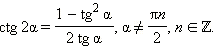 ctg 2α = (1 − tg² α) / (2 tg α), α ≠ πn/2, n ∈ ℤ.